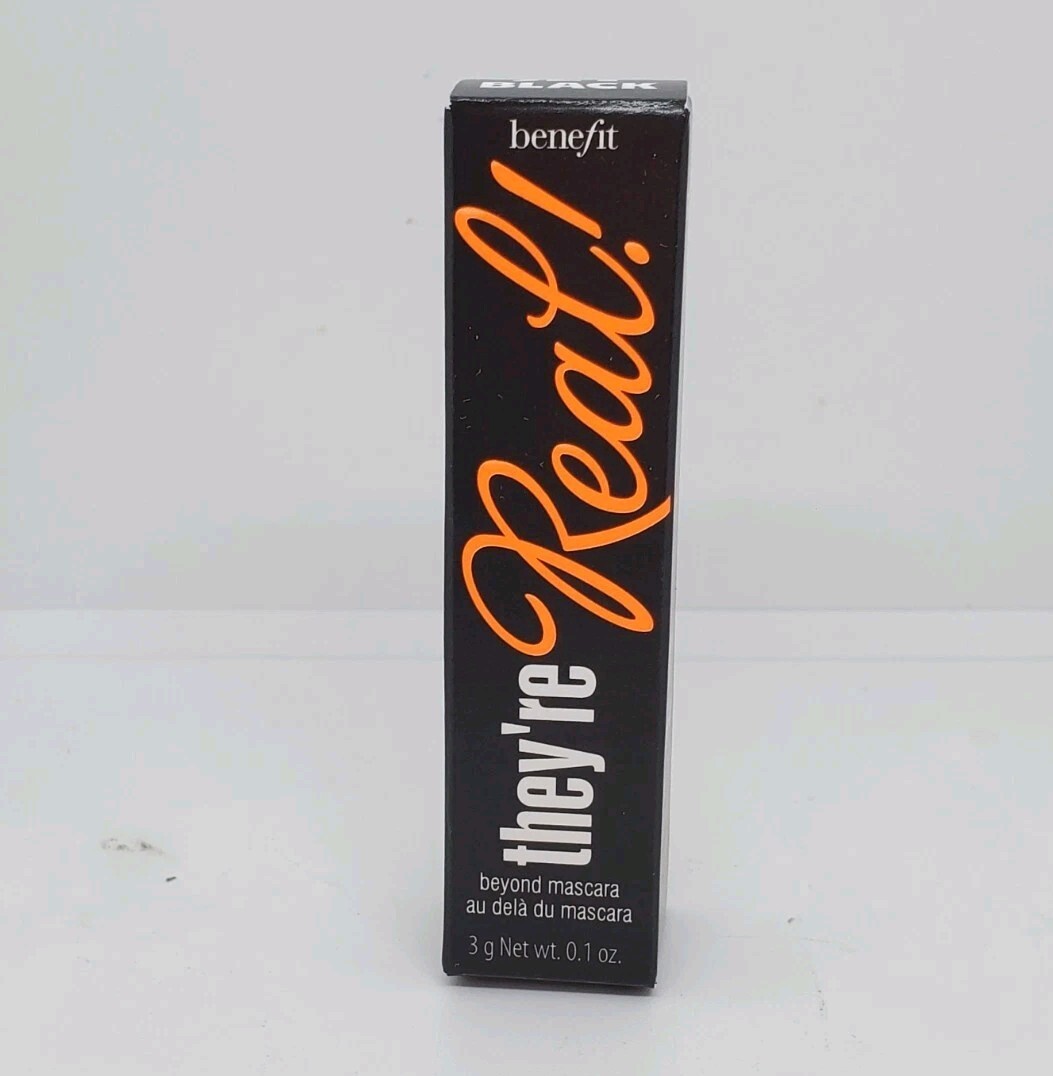 BLACK
benefit
they're Real!
beyond mascara
au delà du mascara
3 g Net wt. 0.1 oz.